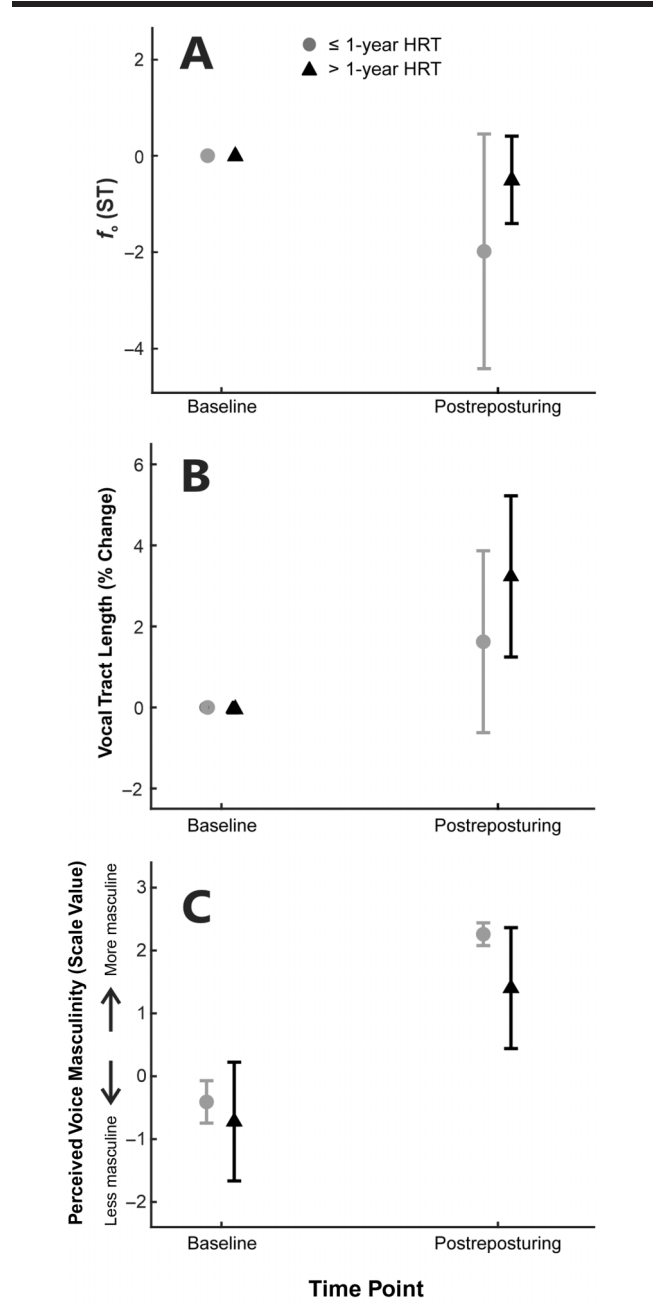 A
≤ 1-year HRT
> 1-year HRT
2
0
–2
–4
fo (ST)
Baseline
Postreposturing
B
6
4
2
0
–2
Vocal Tract Length (% Change)
Baseline
Postreposturing
C
3
2
1
0
–1
–2
Perceived Voice Masculinity (Scale Value)
More masculine
Less masculine
Baseline
Postreposturing
Time Point